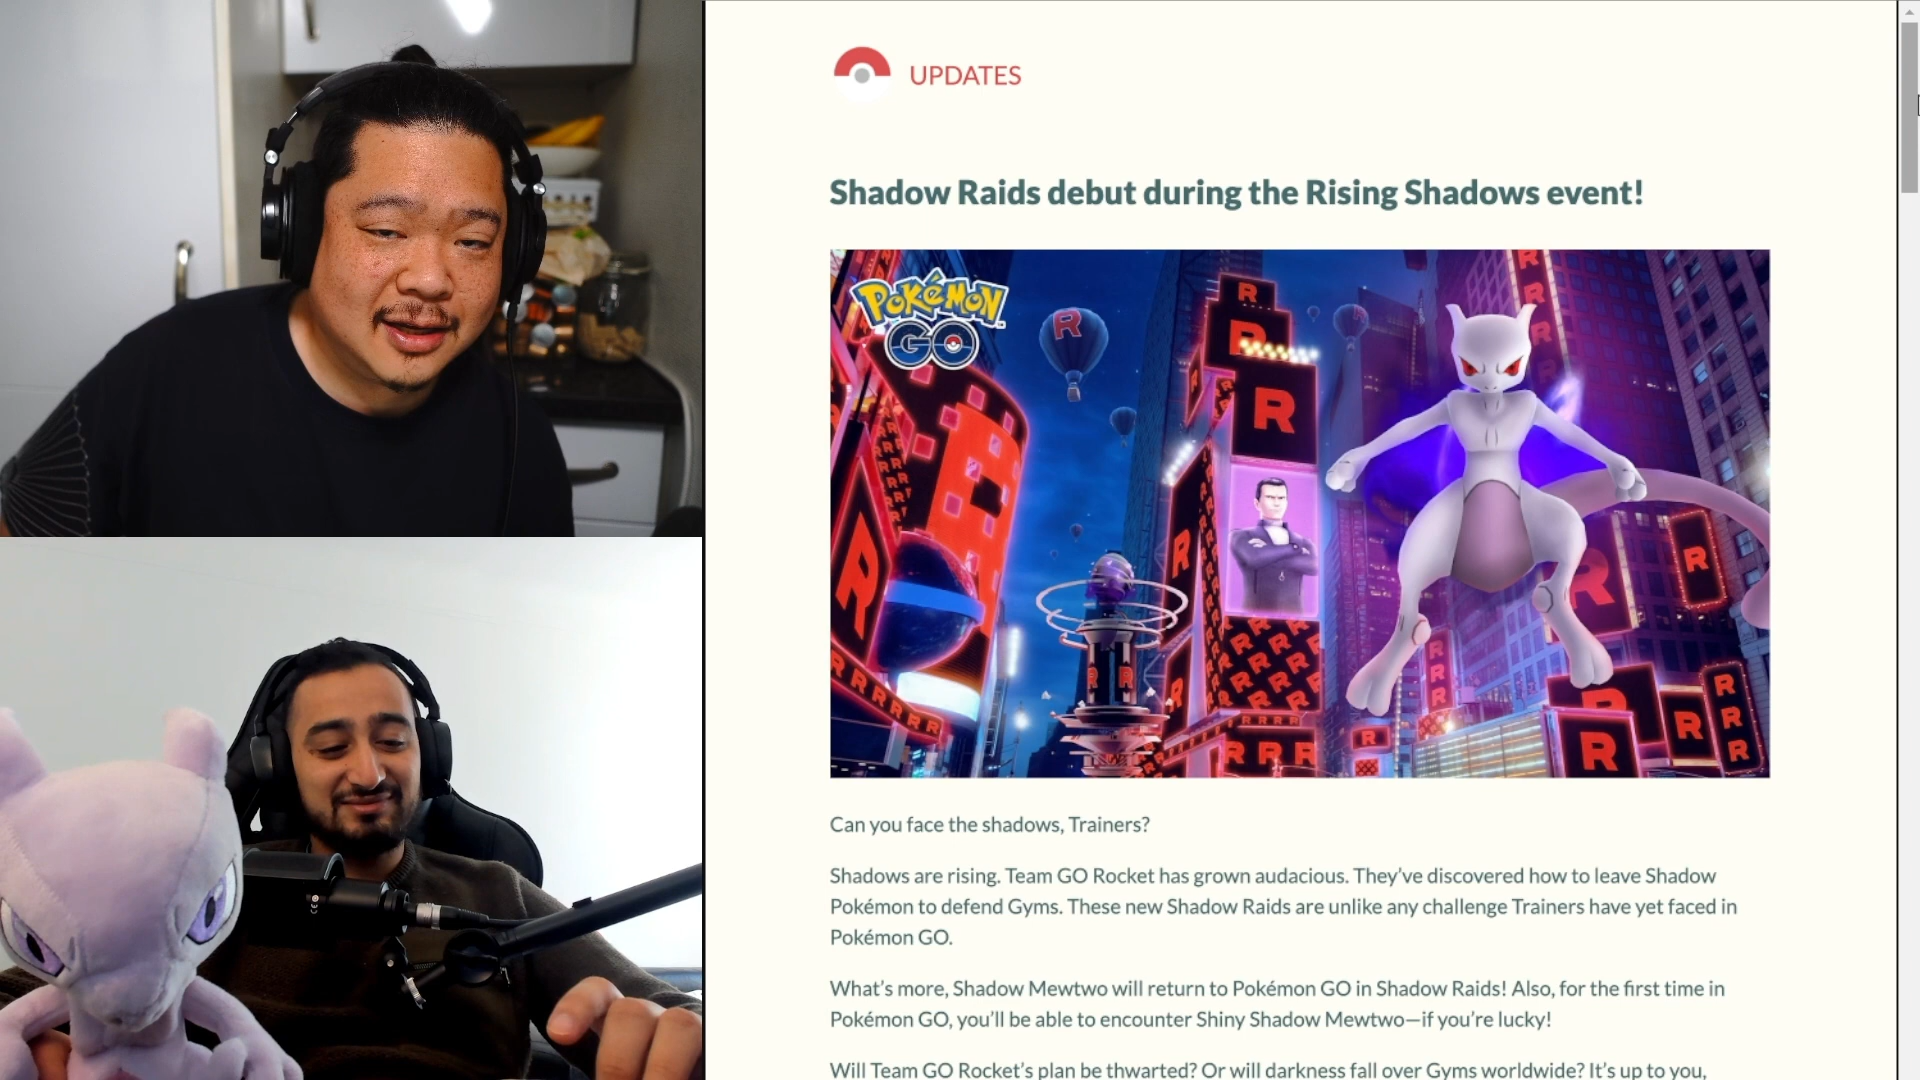 UPDATES
Shadow Raids debut during the Rising Shadows event!
POKéMON
GO
R
R
R
R
R
R
R
R
RRRRRR
RRRR
RRR
R
R
R
R
R
R
R
Can you face the shadows, Trainers?
Shadows are rising. Team GO Rocket has grown audacious. They’ve discovered how to leave Shadow
Pokémon to defend Gyms. These new Shadow Raids are unlike any challenge Trainers have yet faced in
Pokémon GO.
What’s more, Shadow Mewtwo will return to Pokémon GO in Shadow Raids! Also, for the first time in
Pokémon GO, you’ll be able to encounter Shiny Shadow Mewtwo—if you’re lucky!
Will Team GO Rocket’s plan be thwarted? Or will darkness fall over Gyms worldwide? It’s up to you,